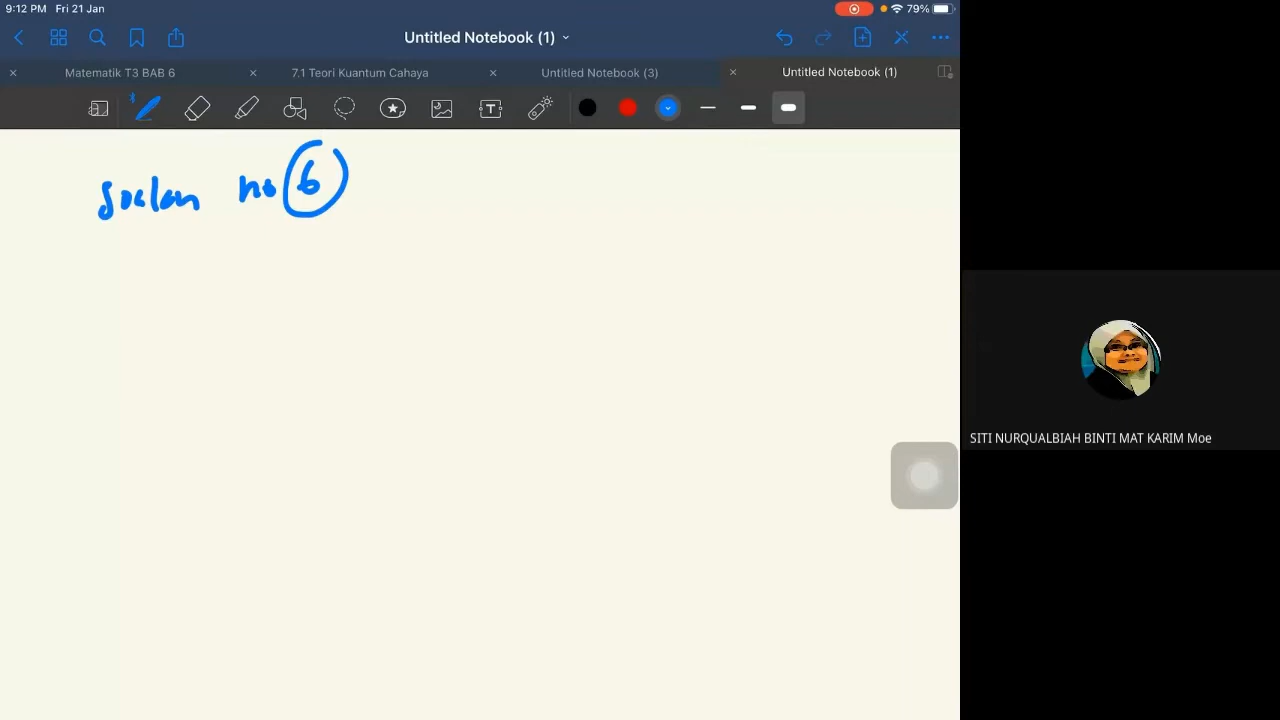 9:12 PM Fri 21 Jan 79%
Untitled Notebook (1)
Matematik T3 BAB 6 7.1 Teori Kuantum Cahaya Untitled Notebook (3) Untitled Notebook (1)
T
soalan no 6
SITI NURQUALBIAH BINTI MAT KARIM Moe